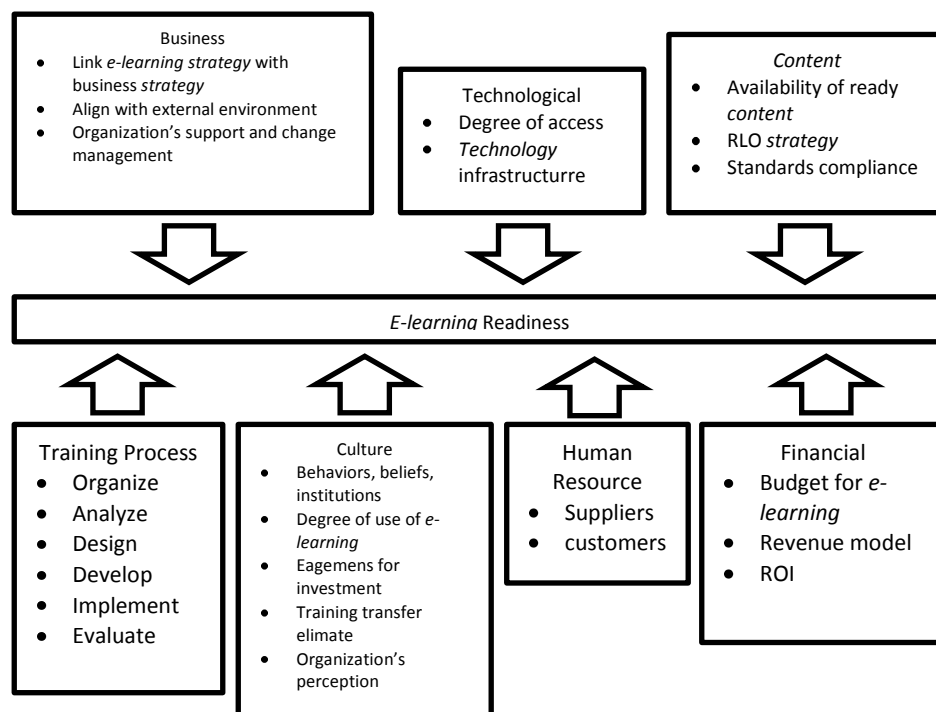 Business
• Link e-learning strategy with
business strategy
• Align with external environment
• Organization's support and change
management
Technological
• Degree of access
• Technology
infrastructurre
Content
• Availability of ready
content
• RLO strategy
• Standards compliance
E-learning Readiness
Training Process
• Organize
• Analyze
• Design
• Develop
• Implement
• Evaluate
Culture
• Behaviors, beliefs,
institutions
• Degree of use of e-
learning
• Eagemens for
investment
• Training transfer
elimate
• Organization's
perception
Human
Resource
• Suppliers
• customers
Financial
• Budget for e-
learning
• Revenue model
• ROI